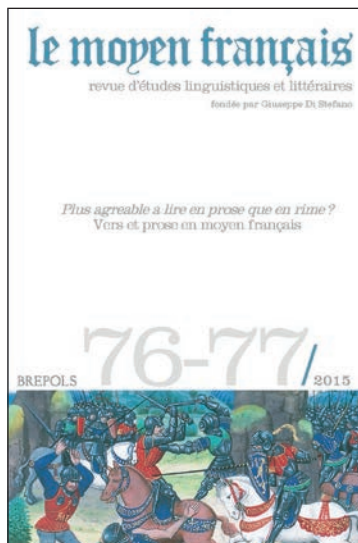 le moyen français
revue d'études linguistiques et littéraires
fondée par Giuseppe Di Stefano
Plus agreable a lire en prose que en rime ?
Vers et prose en moyen français
76-77/
BREPOLS
2015